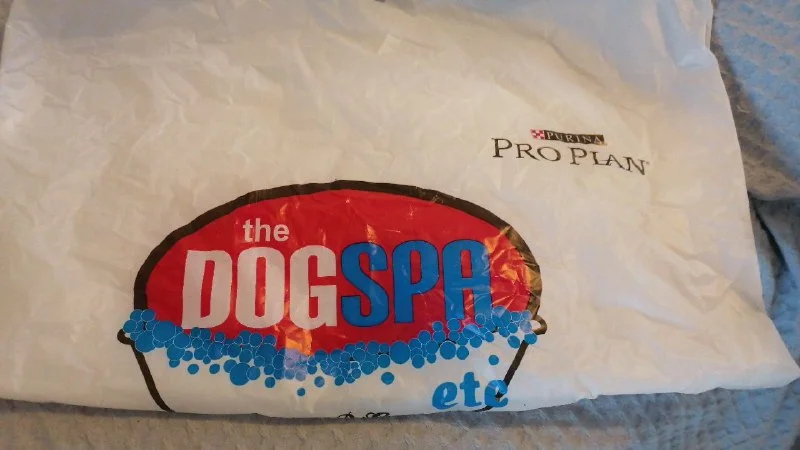 PURINA
PRO PLAN®
the
DOGSPA
etc